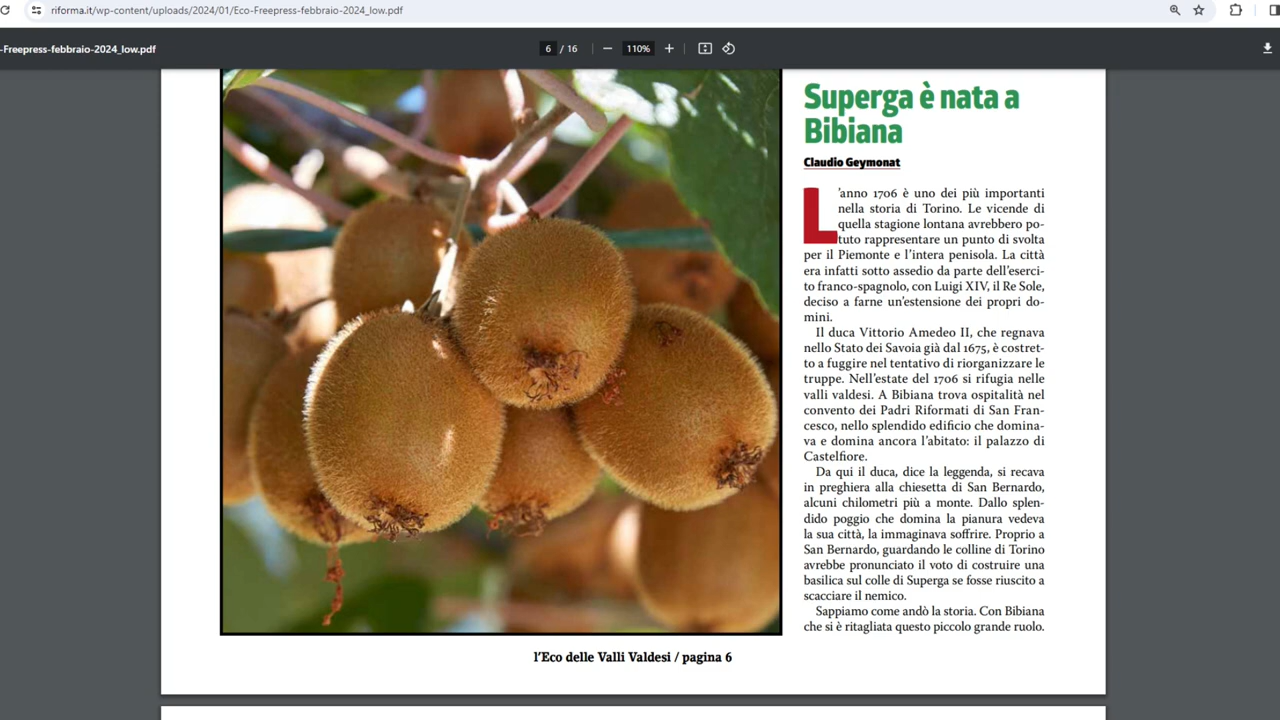 riforma.it/wp-content/uploads/2024/01/Eco-Freepress-febbraio-2024_low.pdf
-Freepress-febbraio-2024_low.pdf
6 / 16
110%
Superga è nata a
Bibiana
Claudio Geymonat
L'anno 1706 è uno dei più importanti
nella storia di Torino. Le vicende di
quella stagione lontana avrebbero po-
tuto rappresentare un punto di svolta
per il Piemonte e l'intera penisola. La città
era infatti sotto assedio da parte dell'eserci-
to franco-spagnolo, con Luigi XIV, il Re Sole,
deciso a farne un'estensione dei propri do-
mini.
Il duca Vittorio Amedeo II, che regnava
nello Stato dei Savoia già dal 1675, è costret-
to a fuggire nel tentativo di riorganizzare le
truppe. Nell'estate del 1706 si rifugia nelle
valli valdesi. A Bibiana trova ospitalità nel
convento dei Padri Riformati di San Fran-
cesco, nello splendido edificio che domina-
va e domina ancora l'abitato: il palazzo di
Castelfiore.
Da qui il duca, dice la leggenda, si recava
in preghiera alla chiesetta di San Bernardo,
alcuni chilometri più a monte. Dallo splen-
dido poggio che domina la pianura vedeva
la sua città, la immaginava soffrire. Proprio a
San Bernardo, guardando le colline di Torino
avrebbe pronunciato il voto di costruire una
basilica sul colle di Superga se fosse riuscito a
scacciare il nemico.
Sappiamo come andò la storia. Con Bibiana
che si è ritagliata questo piccolo grande ruolo.
l'Eco delle Valli Valdesi / pagina 6